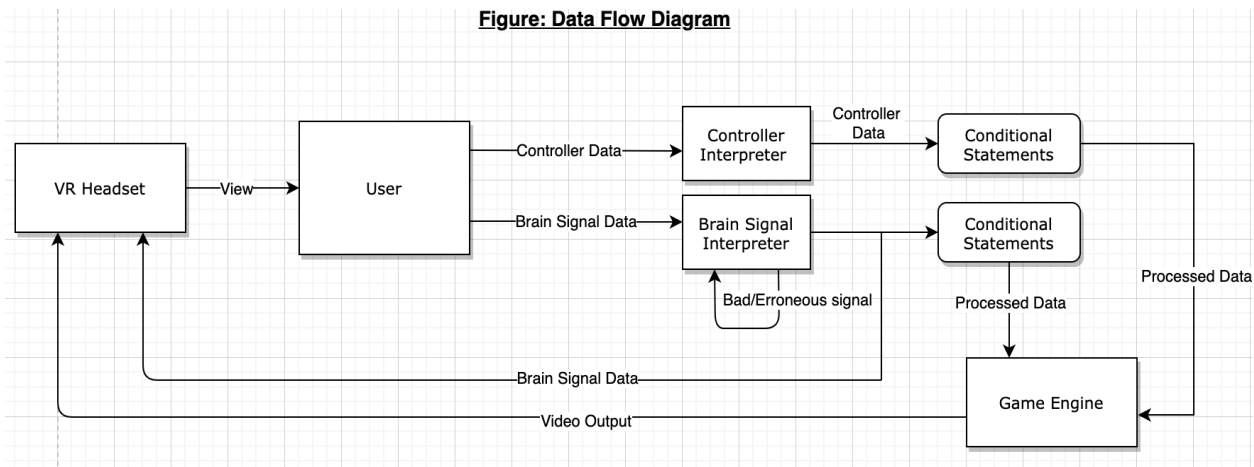 Figure: Data Flow Diagram
VR Headset
View
User
Controller Data
Brain Signal Data
Controller
Interpreter
Controller
Data
Conditional
Statements
Brain Signal
Interpreter
Conditional
Statements
Bad/Erroneous signal
Processed Data
Processed Data
Brain Signal Data
Video Output
Game Engine